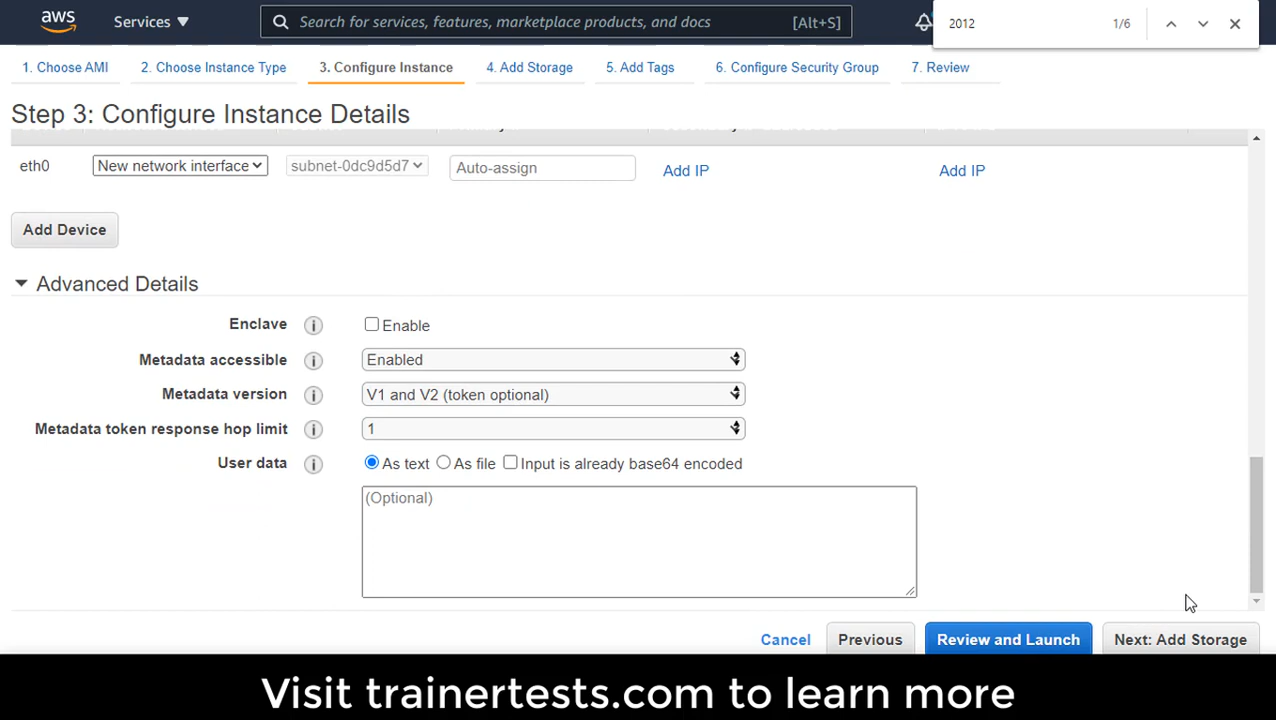 aws Services Search for services, features, marketplace products, and docs [Alt+S] 2012 1/6
1. Choose AMI 2. Choose Instance Type 3. Configure Instance 4. Add Storage 5. Add Tags 6. Configure Security Group 7. Review
Step 3: Configure Instance Details
eth0 New network interface subnet-0dc9d5d7 Auto-assign Add IP Add IP
Add Device
Advanced Details
Enclave i Enable
Metadata accessible i Enabled
Metadata version i V1 and V2 (token optional)
Metadata token response hop limit i 1
User data i As text As file Input is already base64 encoded
(Optional)
Cancel Previous Review and Launch Next: Add Storage
Visit trainertests.com to learn more